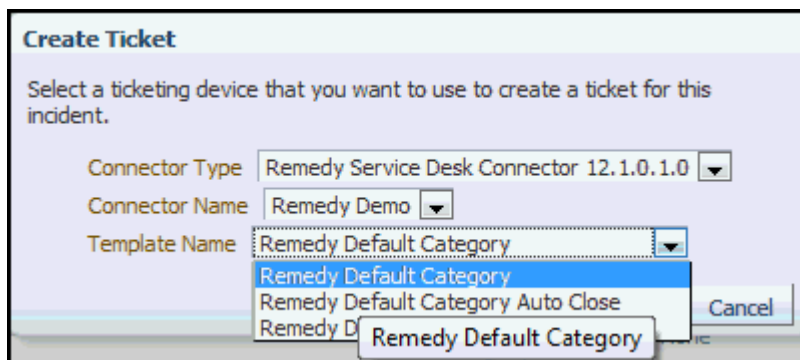 Create Ticket
Select a ticketing device that you want to use to create a ticket for this
incident.
Connector Type Remedy Service Desk Connector 12.1.0.1.0
Connector Name Remedy Demo
Template Name Remedy Default Category
Remedy Default Category
Remedy Default Category Auto Close
Remedy D
Remedy Default Category
Cancel